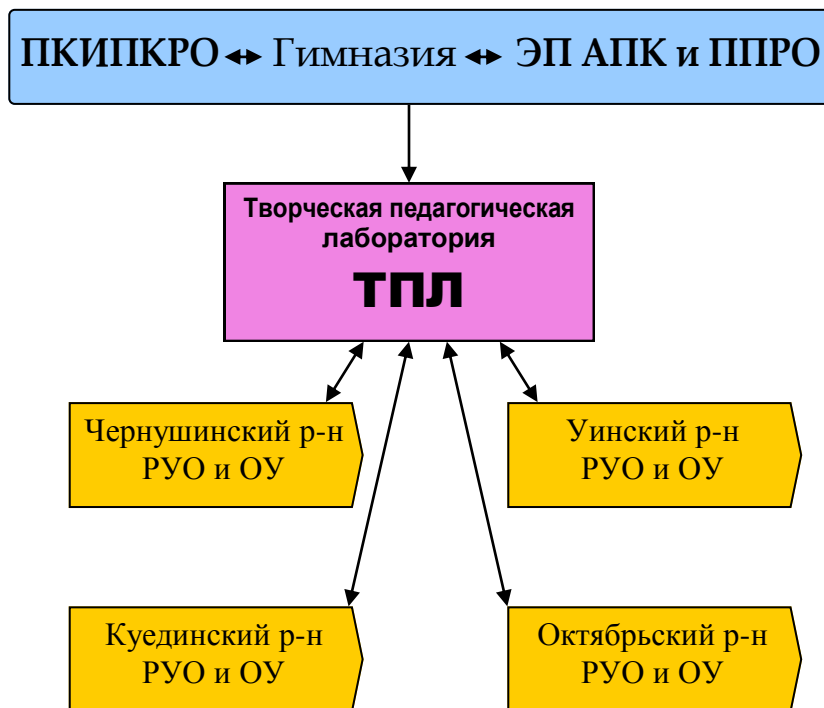 ПКИПКРО ↔ Гимназия ↔ ЭП АПК и ППРО
Творческая педагогическая
лаборатория
ТПЛ
Чернушинский р-н
РУО и ОУ
Уинский р-н
РУО и ОУ
Куединский р-н
РУО и ОУ
Октябрьский р-н
РУО и ОУ